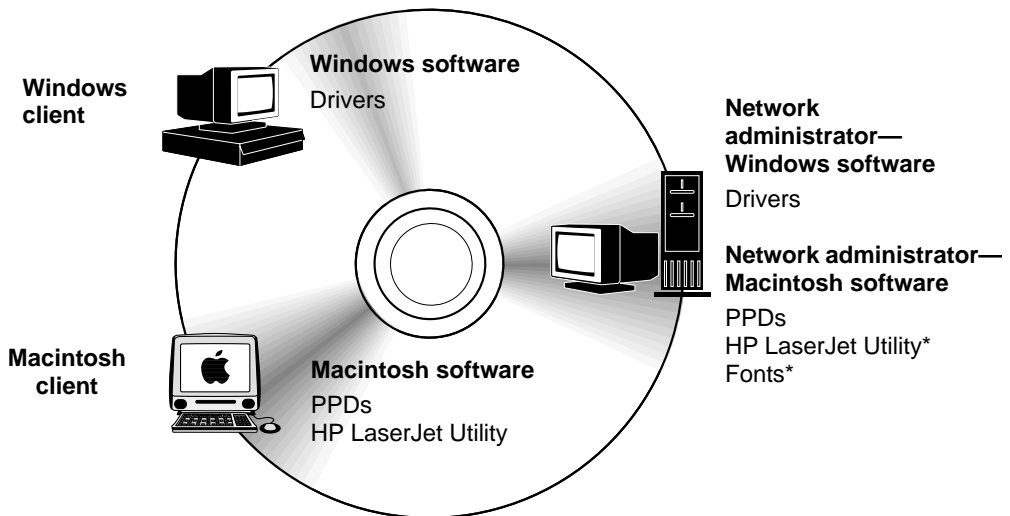 Windows
client
Windows software
Drivers
Network
administrator—
Windows software
Drivers
Network administrator—
Macintosh software
PPDs
HP LaserJet Utility*
Fonts*
Macintosh
client
Macintosh software
PPDs
HP LaserJet Utility